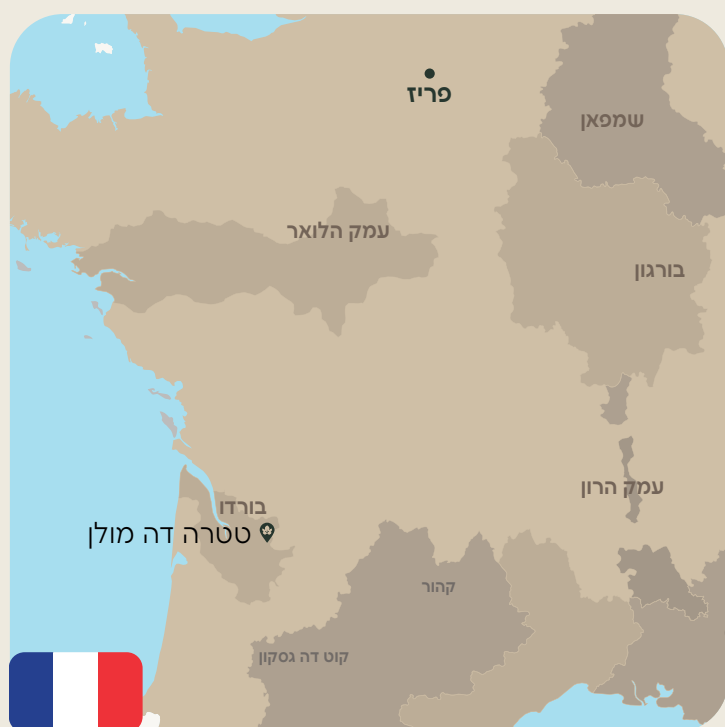 פריז
שמפאן
עמק הלואר
בורגון
עמק הרון
בורדו
טטרה דה מולן
קהור
קוט דה גסקון